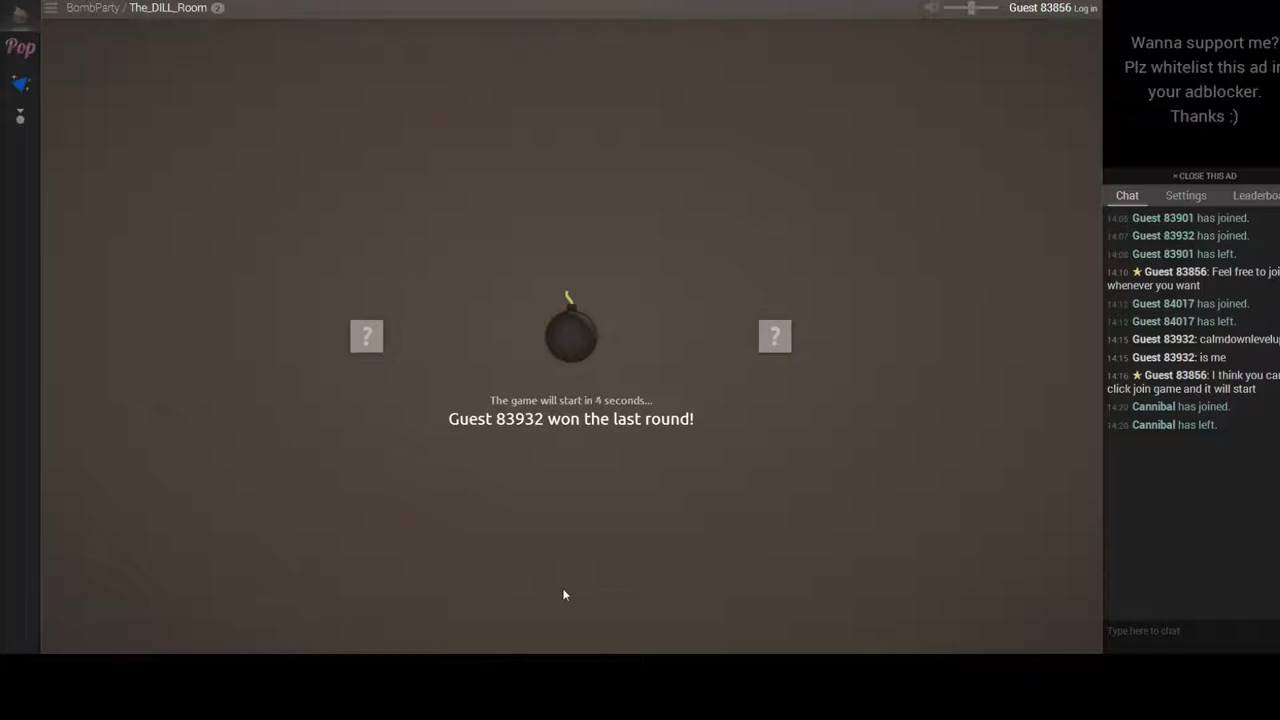 BombParty / The_DILL_Room 2
Guest 83856 Log in
Pop
Wanna support me?
Plz whitelist this ad in
your adblocker.
Thanks :)
× CLOSE THIS AD
Chat Settings Leaderboa
14:05 Guest 83901 has joined.
14:07 Guest 83932 has joined.
14:08 Guest 83901 has left.
14:10 ★ Guest 83856: Feel free to joi
whenever you want
14:12 Guest 84017 has joined.
14:12 Guest 84017 has left.
14:15 Guest 83932: calmdownlevelup
14:15 Guest 83932: is me
14:16 ★ Guest 83856: I think you can
click join game and it will start
14:20 Cannibal has joined.
14:20 Cannibal has left.
? ?
The game will start in 4 seconds...
Guest 83932 won the last round!
Type here to chat